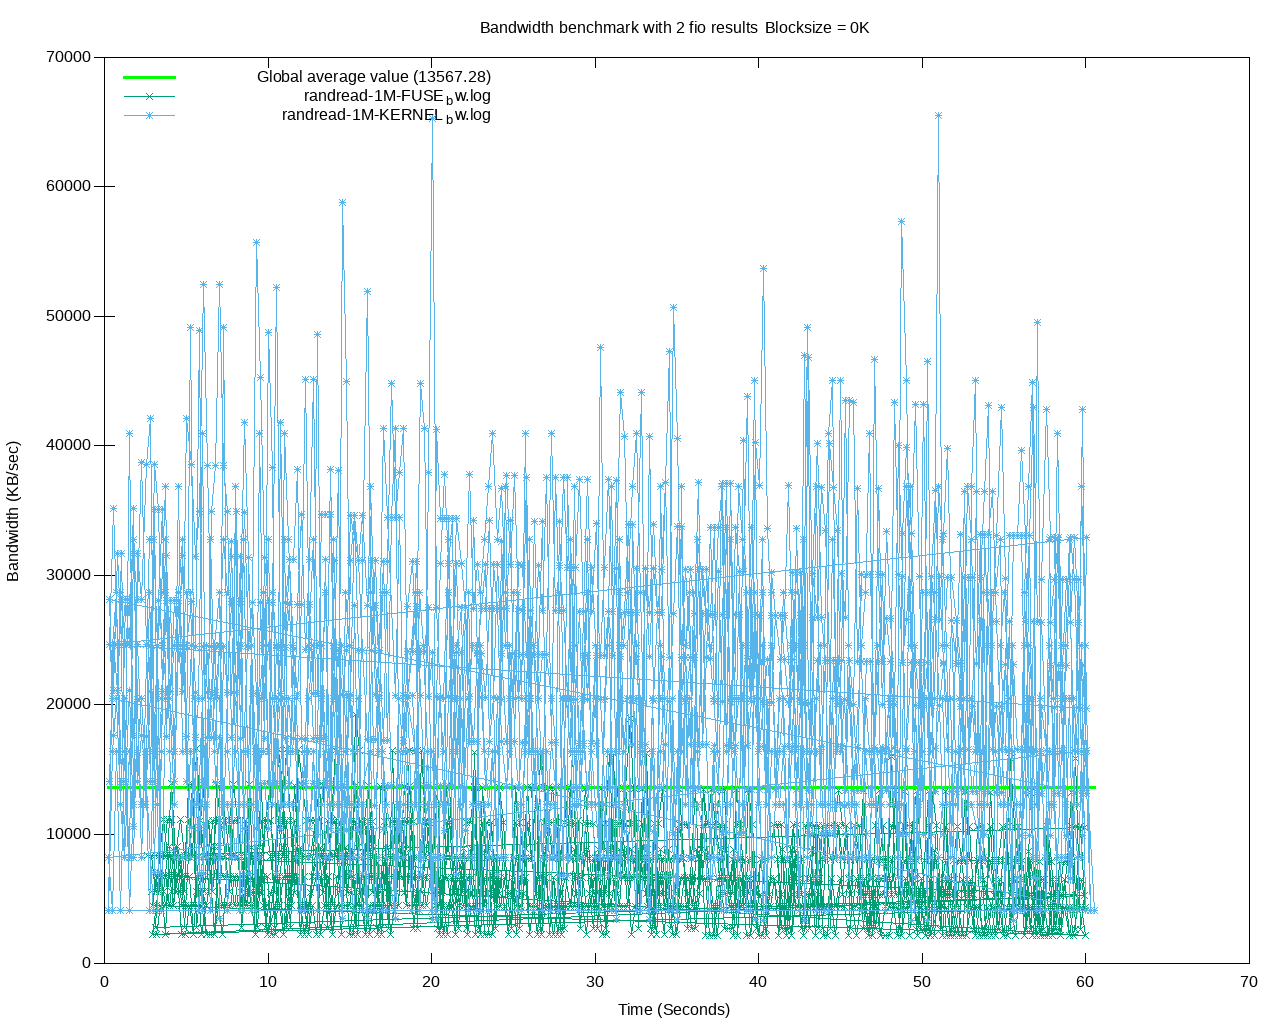 Bandwidth benchmark with 2 fio results  Blocksize = 0K
70000
60000
50000
40000
30000
20000
10000
0
Bandwidth (KB/sec)
Global average value (13567.28)
randread-1M-FUSE_bw.log
randread-1M-KERNEL_bw.log
0 10 20 30 40 50 60 70
Time (Seconds)